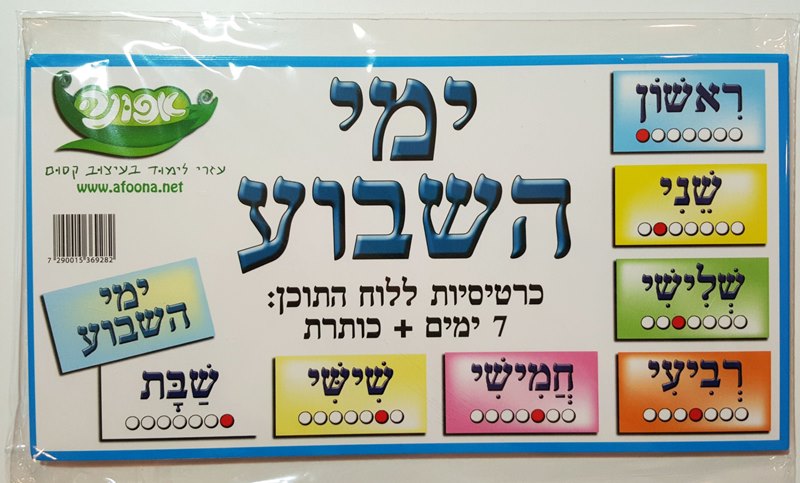 אפונה
עזרי לימוד בעיצוב קסום
www.afoona.net
7 290015 369282
ימי
השבוע
כרטיסיות ללוח התוכן:
7 ימים + כותרת
רִאשׁוֹן
שֵׁנִי
שְׁלִישִׁי
רְבִיעִי
חֲמִישִׁי
שִׁישִּׁי
שַׁבָּת
ימי
השבוע